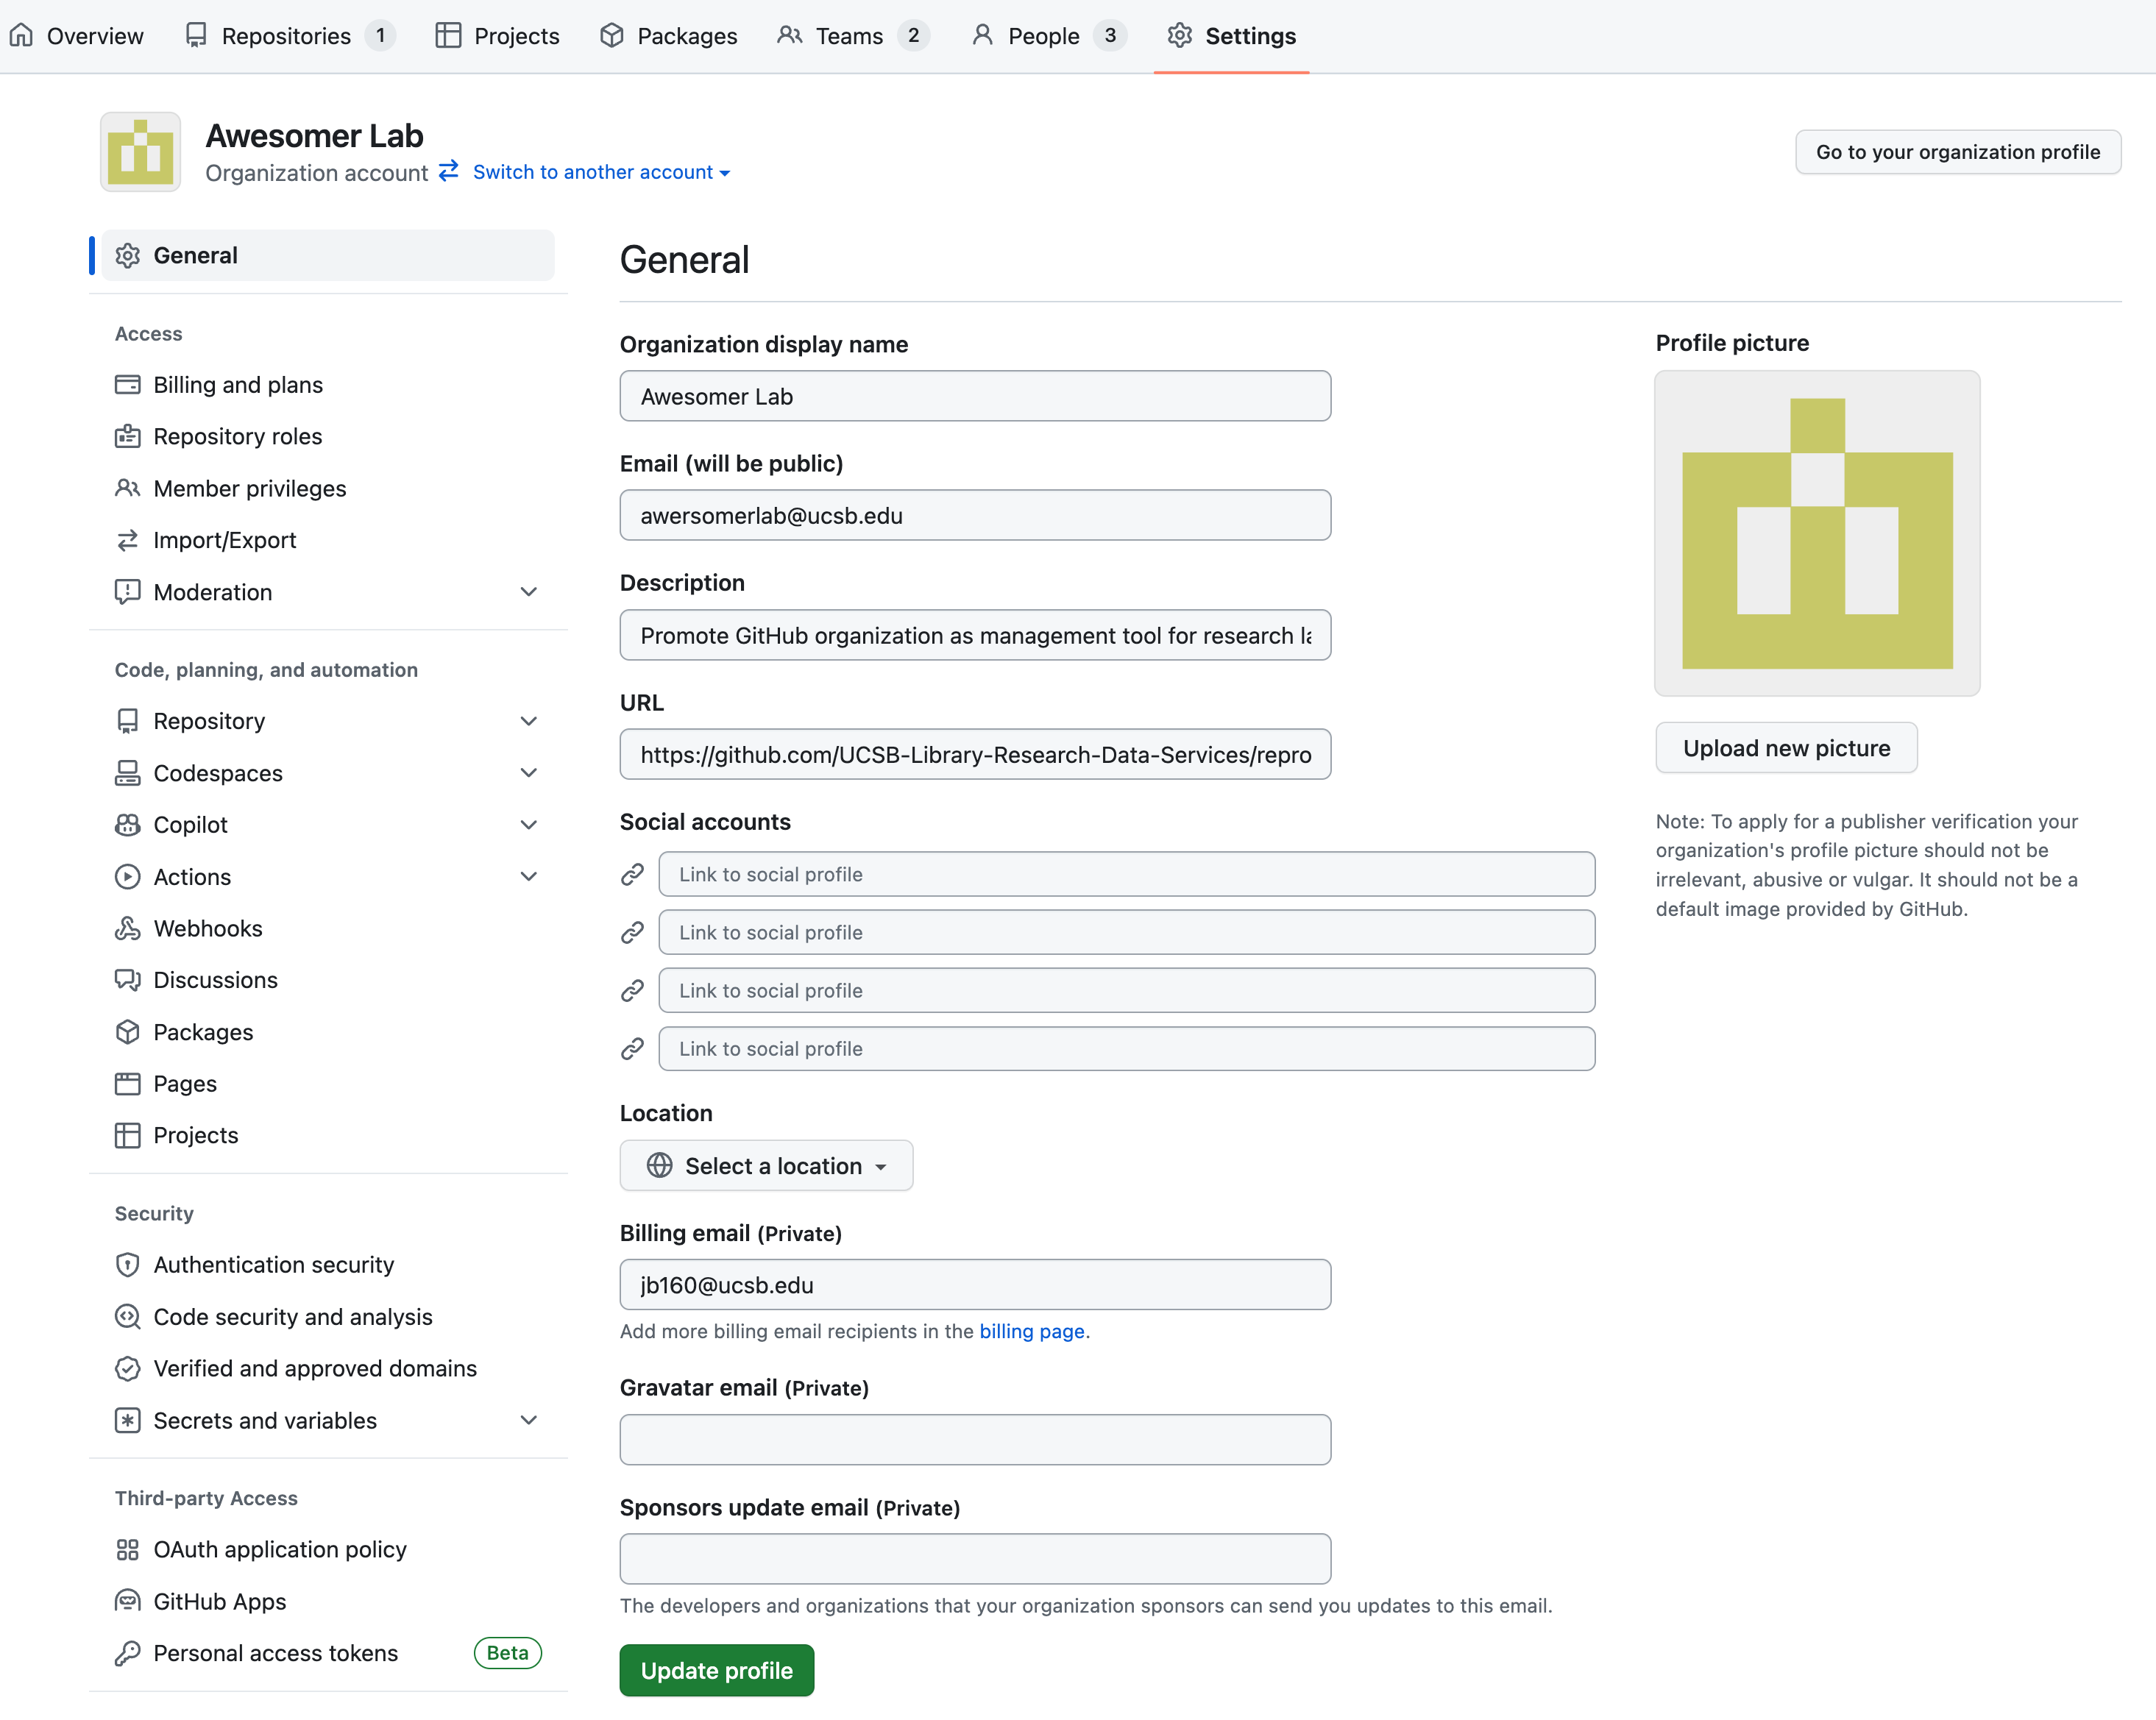 Overview Repositories 1 Projects Packages Teams 2 People 3 Settings
Awesomer Lab
Organization account Switch to another account
Go to your organization profile
General
Access
Billing and plans
Repository roles
Member privileges
Import/Export
Moderation
Code, planning, and automation
Repository
Codespaces
Copilot
Actions
Webhooks
Discussions
Packages
Pages
Projects
Security
Authentication security
Code security and analysis
Verified and approved domains
Secrets and variables
Third-party Access
OAuth application policy
GitHub Apps
Personal access tokens Beta
General
Organization display name
Awesomer Lab
Email (will be public)
awersomerlab@ucsb.edu
Description
Promote GitHub organization as management tool for research
URL
https://github.com/UCSB-Library-Research-Data-Services/repro
Social accounts
Link to social profile
Link to social profile
Link to social profile
Link to social profile
Location
Select a location
Billing email (Private)
jb160@ucsb.edu
Add more billing email recipients in the billing page.
Gravatar email (Private)
Sponsors update email (Private)
The developers and organizations that your organization sponsors can send you updates to this email.
Update profile
Profile picture
Upload new picture
Note: To apply for a publisher verification your
organization's profile picture should not be
irrelevant, abusive or vulgar. It should not be a
default image provided by GitHub.